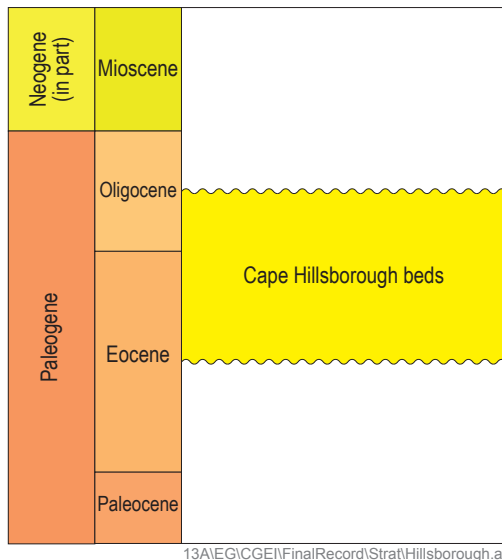 Neogene
(in part)
Mioscene
Oligocene
Cape Hillsborough beds
Paleogene
Eocene
Paleocene
13A\EG\CGEI\FinalRecord\Strat\Hillsborough.a